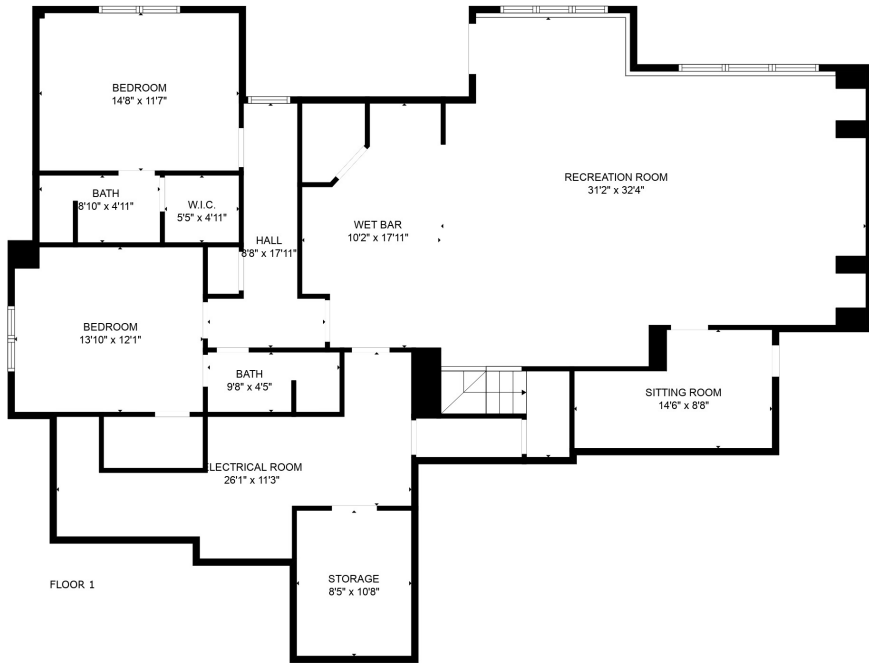 BEDROOM
14'8" x 11'7"
BATH
8'10" x 4'11"
W.I.C.
5'5" x 4'11"
RECREATION ROOM
31'2" x 32'4"
WET BAR
10'2" x 17'11"
HALL
8'8" x 17'11"
BEDROOM
13'10" x 12'1"
BATH
9'8" x 4'5"
SITTING ROOM
14'6" x 8'8"
ELECTRICAL ROOM
26'1" x 11'3"
STORAGE
8'5" x 10'8"
FLOOR 1